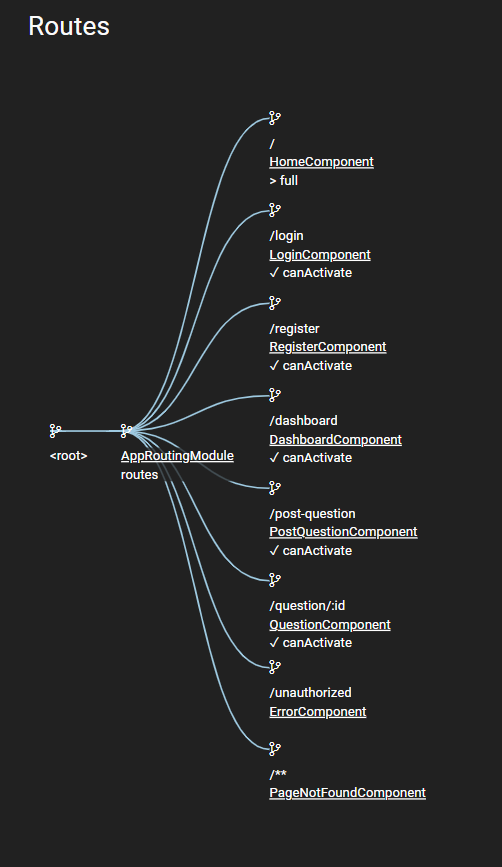 Routes
/
HomeComponent
> full
/login
LoginComponent
✓ canActivate
/register
RegisterComponent
✓ canActivate
/dashboard
DashboardComponent
✓ canActivate
<root>
AppRoutingModule
routes
/post-question
PostQuestionComponent
✓ canActivate
/question/:id
QuestionComponent
✓ canActivate
/unauthorized
ErrorComponent
/**
PageNotFoundComponent